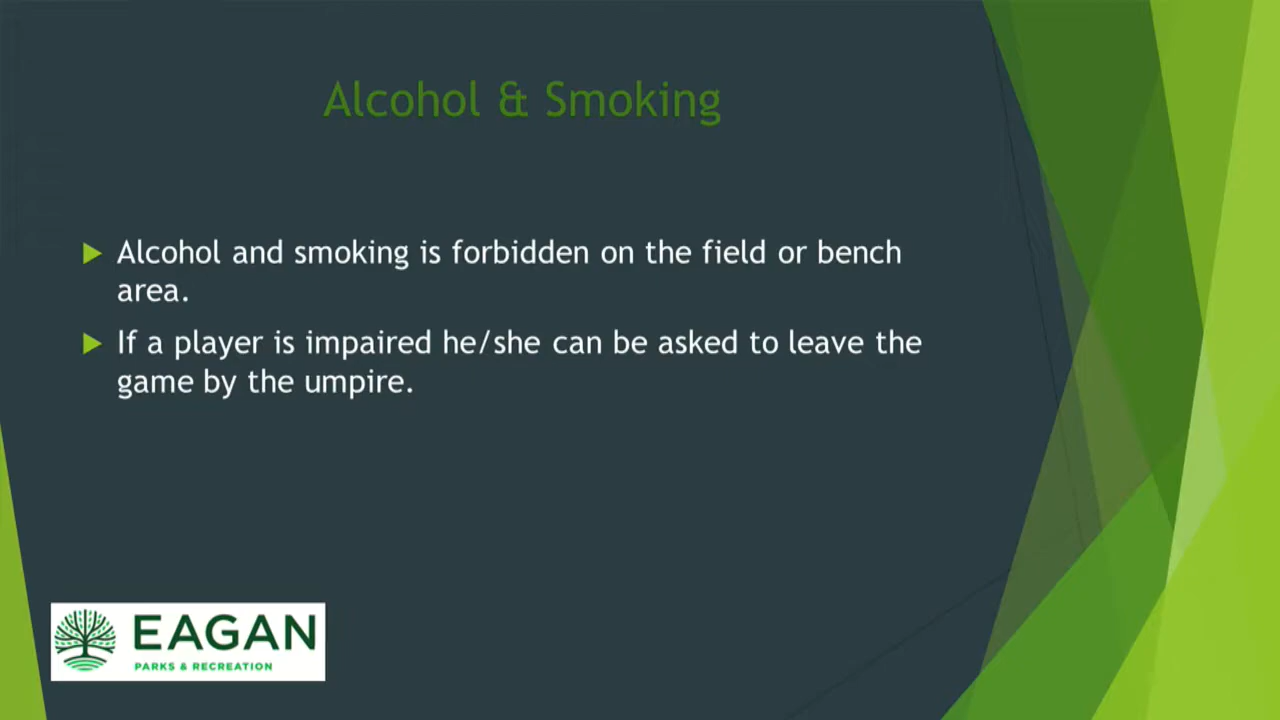 Alcohol & Smoking
Alcohol and smoking is forbidden on the field or bench
area.
If a player is impaired he/she can be asked to leave the
game by the umpire.
EAGAN
PARKS & RECREATION